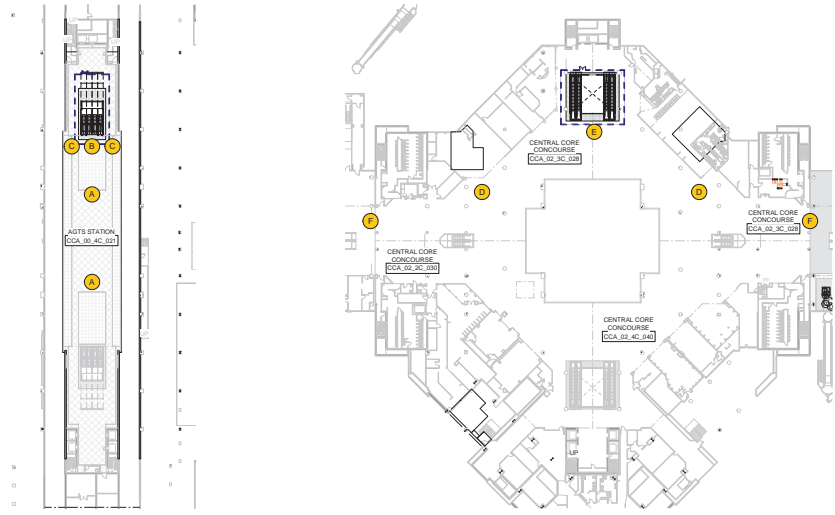 UP
C
B
C
A
AGTS STATION
CCA_00_4C_021
A
E
CENTRAL CORE
CONCOURSE
CCA_02_3C_028
D
D
F
CENTRAL CORE
CONCOURSE
CCA_02_3C_028
F
CENTRAL CORE
CONCOURSE
CCA_02_2C_030
CENTRAL CORE
CONCOURSE
CCA_02_4C_040
UP